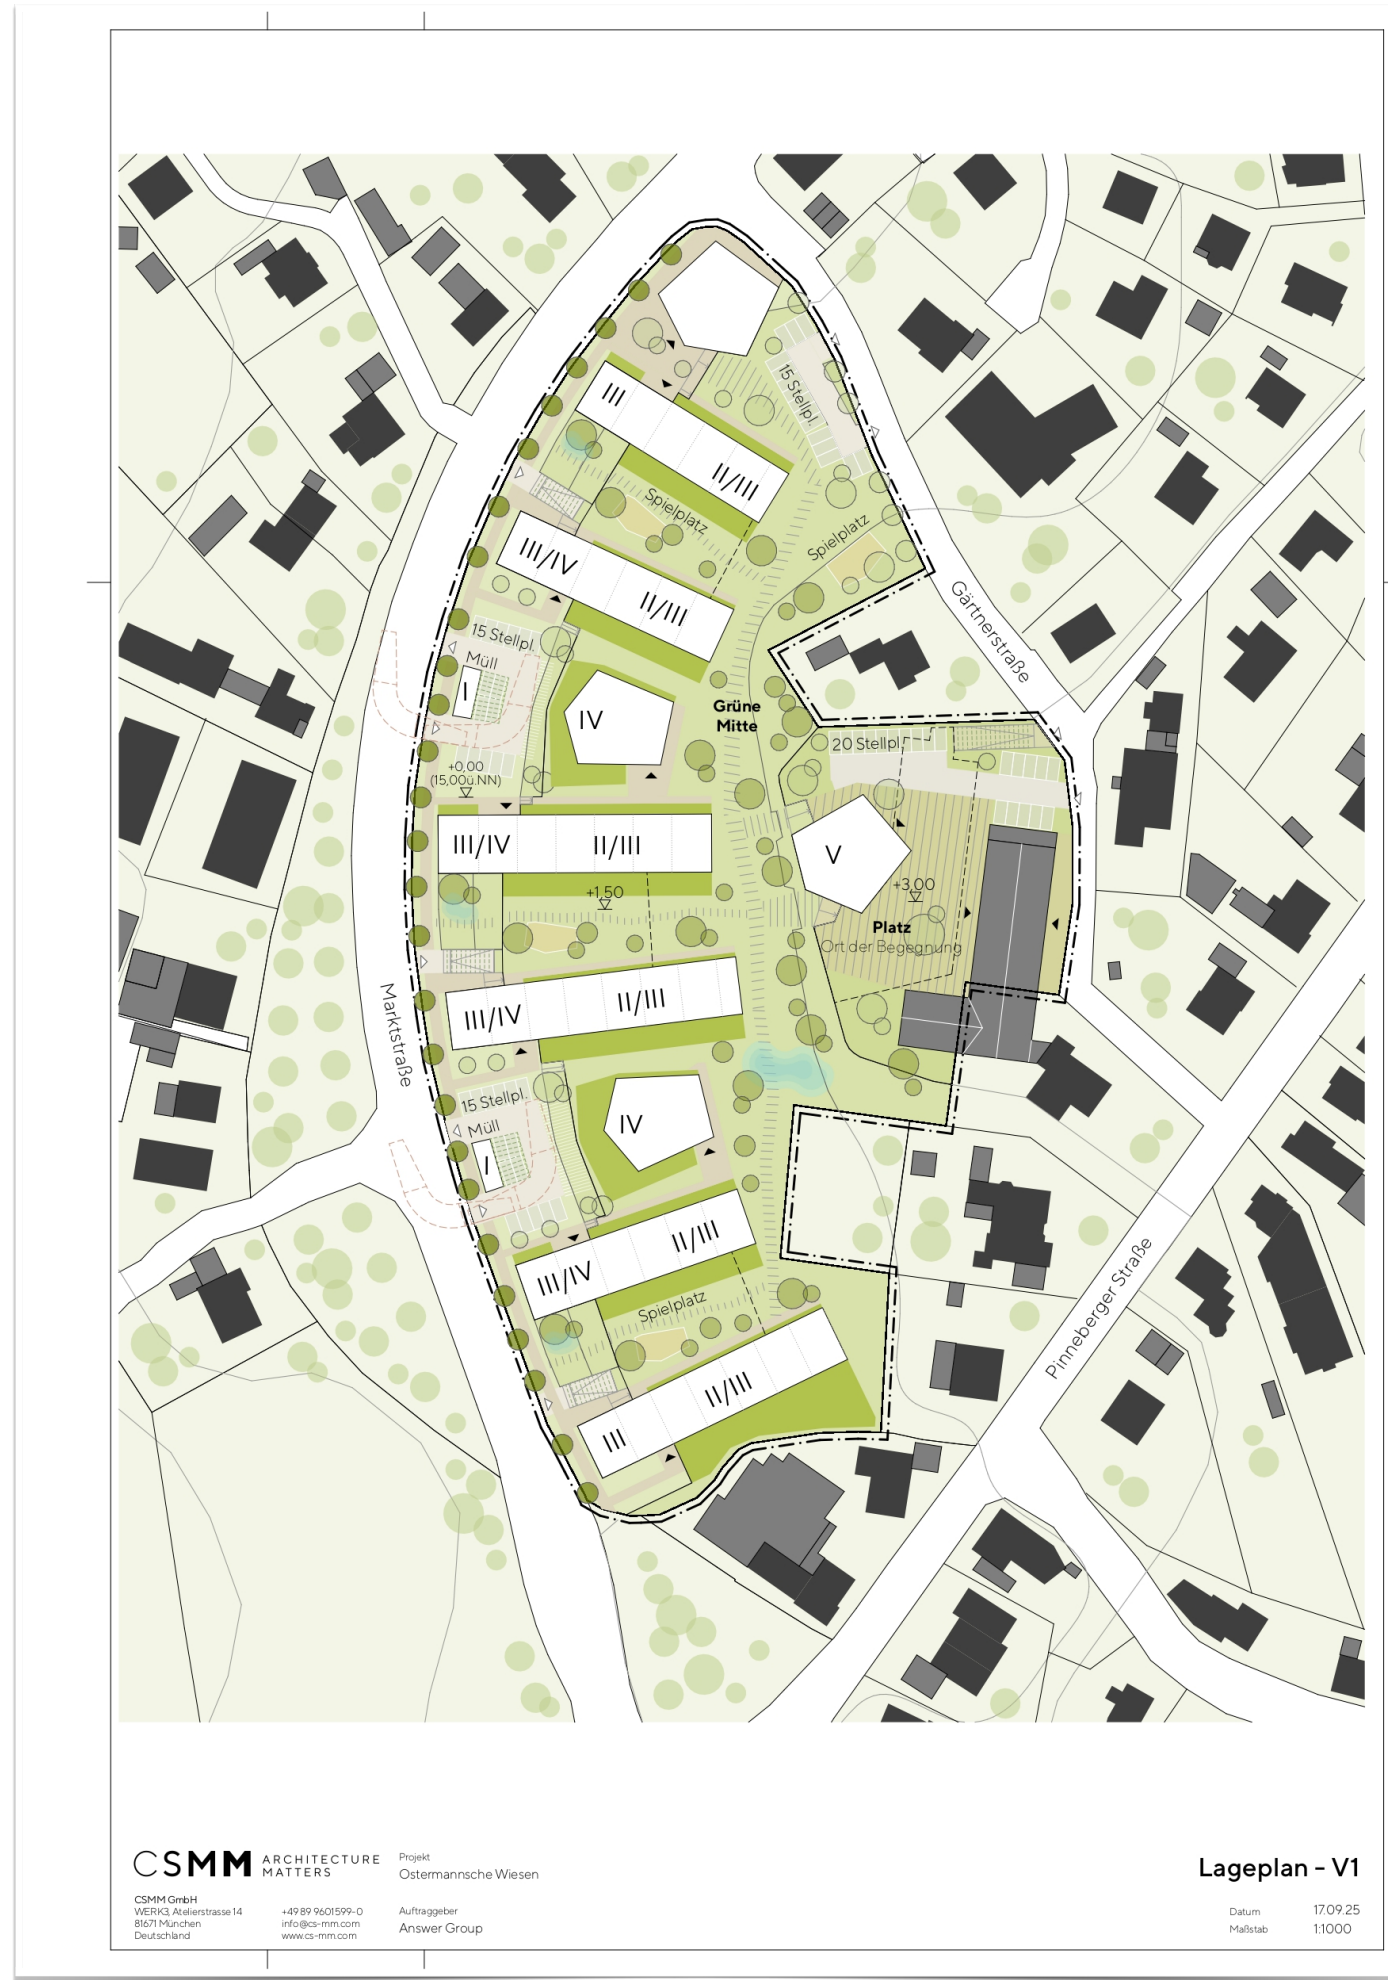 15 Stellpl.
III
II/III
Spielplatz
Spielplatz
III/IV
II/III
Gärtnerstraße
15 Stellpl.
Müll
I
IV
Grüne
Mitte
20 Stellpl.
+0,00
(15,00ü.NN)
III/IV
II/III
V
+1,50
+3,00
Platz
Ort der Begegnung
Marktstraße
III/IV
II/III
15 Stellpl.
Müll
I
IV
II/III
III/IV
Spielplatz
Pinneberger Straße
II/III
III
CSMM ARCHITECTURE
MATTERS
CSMM GmbH
WERK3, Atelierstrasse 14
81671 München
Deutschland
+49 89 9601599-0
info@cs-mm.com
www.cs-mm.com
Projekt
Ostermannsche Wiesen
Auftraggeber
Answer Group
Lageplan - V1
Datum 17.09.25
Maßstab 1:1000